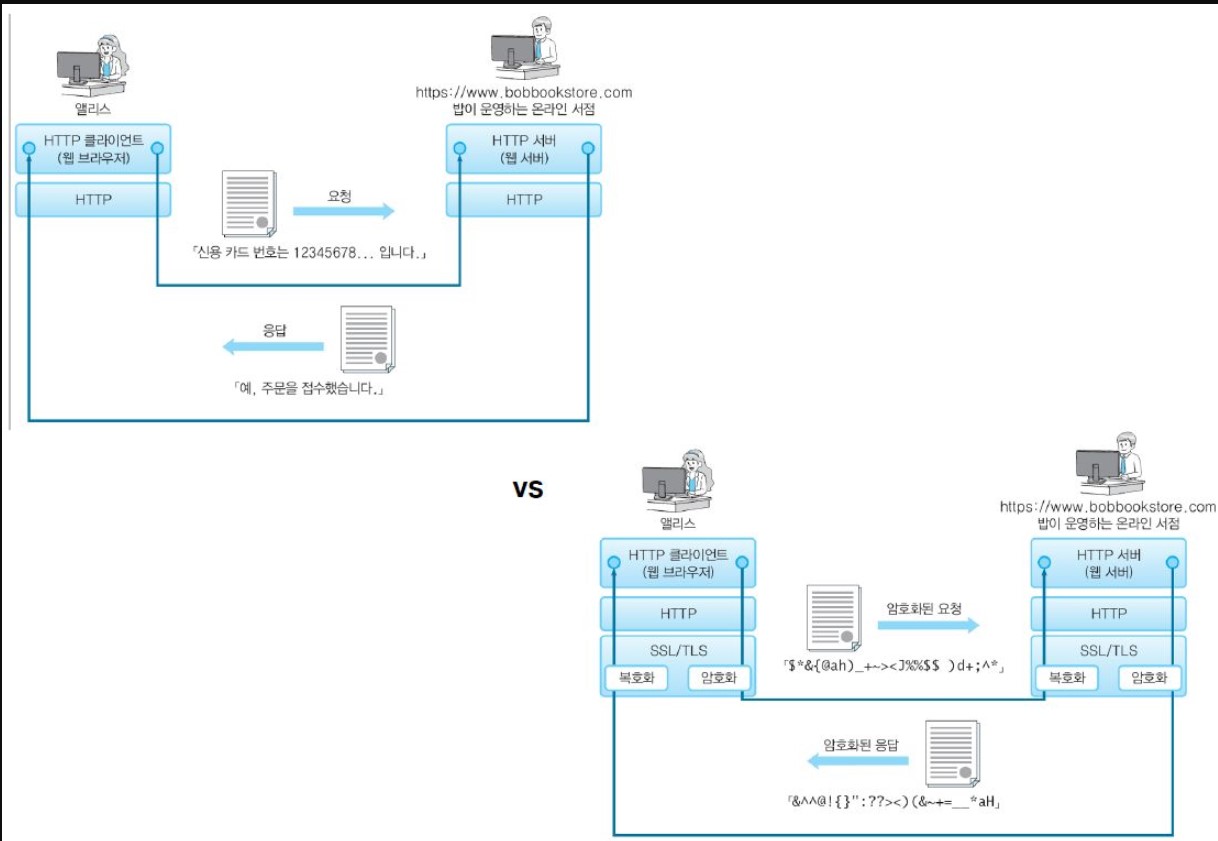 앨리스
https://www.bobbookstore.com
밥이 운영하는 온라인 서점
HTTP 클라이언트
(웹 브라우저)
HTTP 서버
(웹 서버)
HTTP
HTTP
요청
「신용 카드 번호는 12345678... 입니다.」
응답
「예, 주문을 접수했습니다.」
vs
앨리스
https://www.bobbookstore.com
밥이 운영하는 온라인 서점
HTTP 클라이언트
(웹 브라우저)
HTTP 서버
(웹 서버)
HTTP
HTTP
암호화된 요청
SSL/TLS
SSL/TLS
「$*&{@ah)_+~><J%%$$ )d+;^*」
복호화
암호화
복호화
암호화
암호화된 응답
「&^^@!{}":??><)(&~+=__*aH」